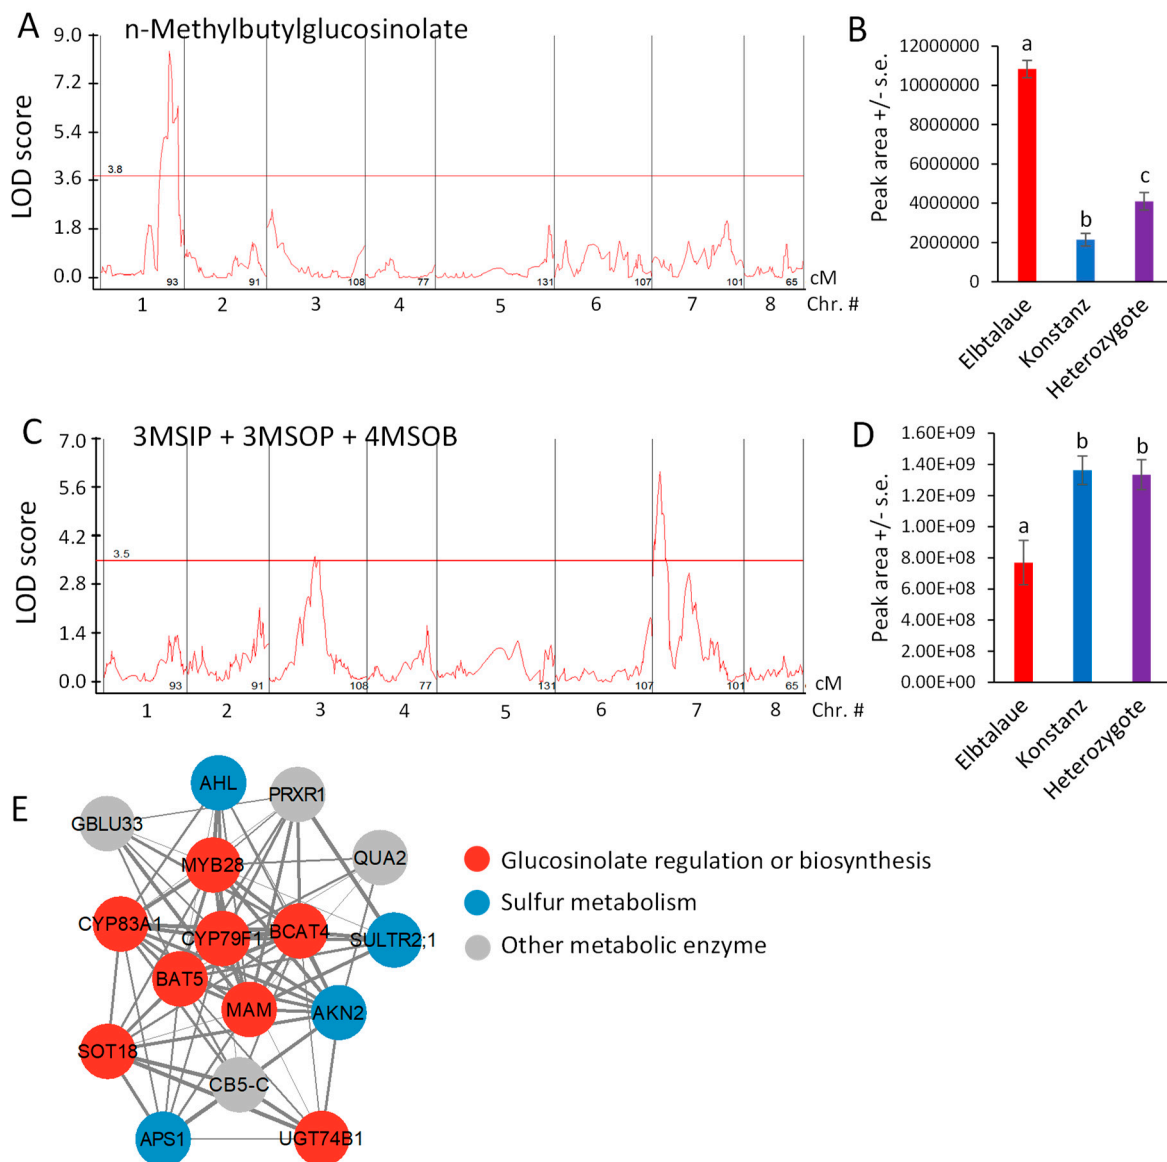 A
n-Methylbutylglucosinolate
LOD score
9.0
7.2
5.4
3.6
1.8
0.0
3.8
93
91
108
77
131
107
101
65
cM
1 2 3 4 5 6 7 8 Chr. #
B
Peak area +/- s.e.
12000000
10000000
8000000
6000000
4000000
2000000
0
a
b
c
Elbtalaue
Konstanz
Heterozygote
C
3MSIP + 3MSOP + 4MSOB
LOD score
7.0
5.6
4.2
2.8
1.4
0.0
3.5
93
91
108
77
131
107
101
65
cM
1 2 3 4 5 6 7 8 Chr. #
D
Peak area +/- s.e.
1.60E+09
1.40E+09
1.20E+09
1.00E+09
8.00E+08
6.00E+08
4.00E+08
2.00E+08
0.00E+00
a
b
b
Elbtalaue
Konstanz
Heterozygote
E
AHL
PRXR1
GBLU33
MYB28
QUA2
CYP83A1
CYP79F1
BCAT4
SULTR2;1
BAT5
MAM
AKN2
SOT18
CB5-C
APS1
UGT74B1
Glucosinolate regulation or biosynthesis
Sulfur metabolism
Other metabolic enzyme